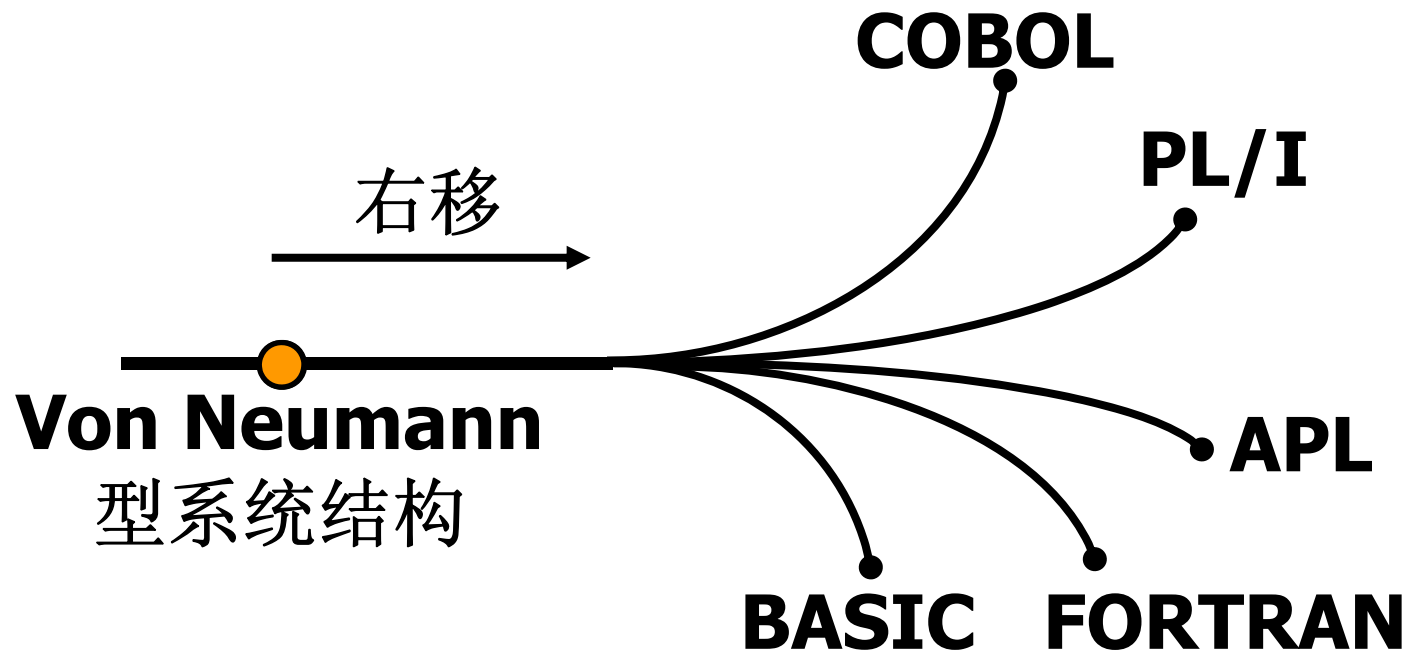 COBOL
PL/I
右移
Von Neumann
型系统结构
APL
BASIC
FORTRAN